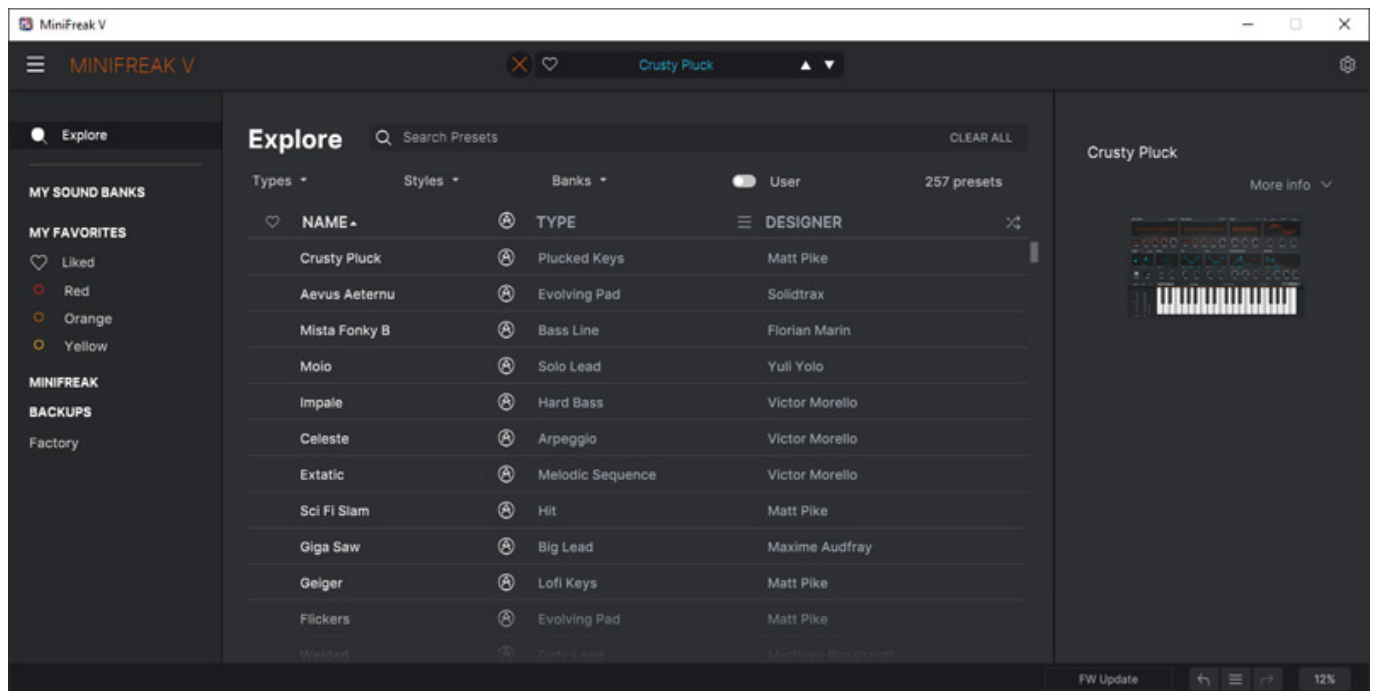 MiniFreak V
MINIFREAK V
Crusty Pluck
Explore
MY SOUND BANKS
MY FAVORITES
Liked
Red
Orange
Yellow
MINIFREAK
BACKUPS
Factory
Explore Search Presets CLEAR ALL
Types Styles Banks User 257 presets
NAME TYPE DESIGNER
Crusty Pluck Plucked Keys Matt Pike
Aevus Aeternu Evolving Pad Solidtrax
Mista Fonky B Bass Line Florian Marin
Moio Solo Lead Yuli Yolo
Impale Hard Bass Victor Morello
Celeste Arpeggio Victor Morello
Extatic Melodic Sequence Victor Morello
Sci Fi Slam Hit Matt Pike
Giga Saw Big Lead Maxime Audfray
Geiger Lofi Keys Matt Pike
Flickers Evolving Pad Matt Pike
Welded Dirty Lead
Crusty Pluck
More info
FW Update 12%